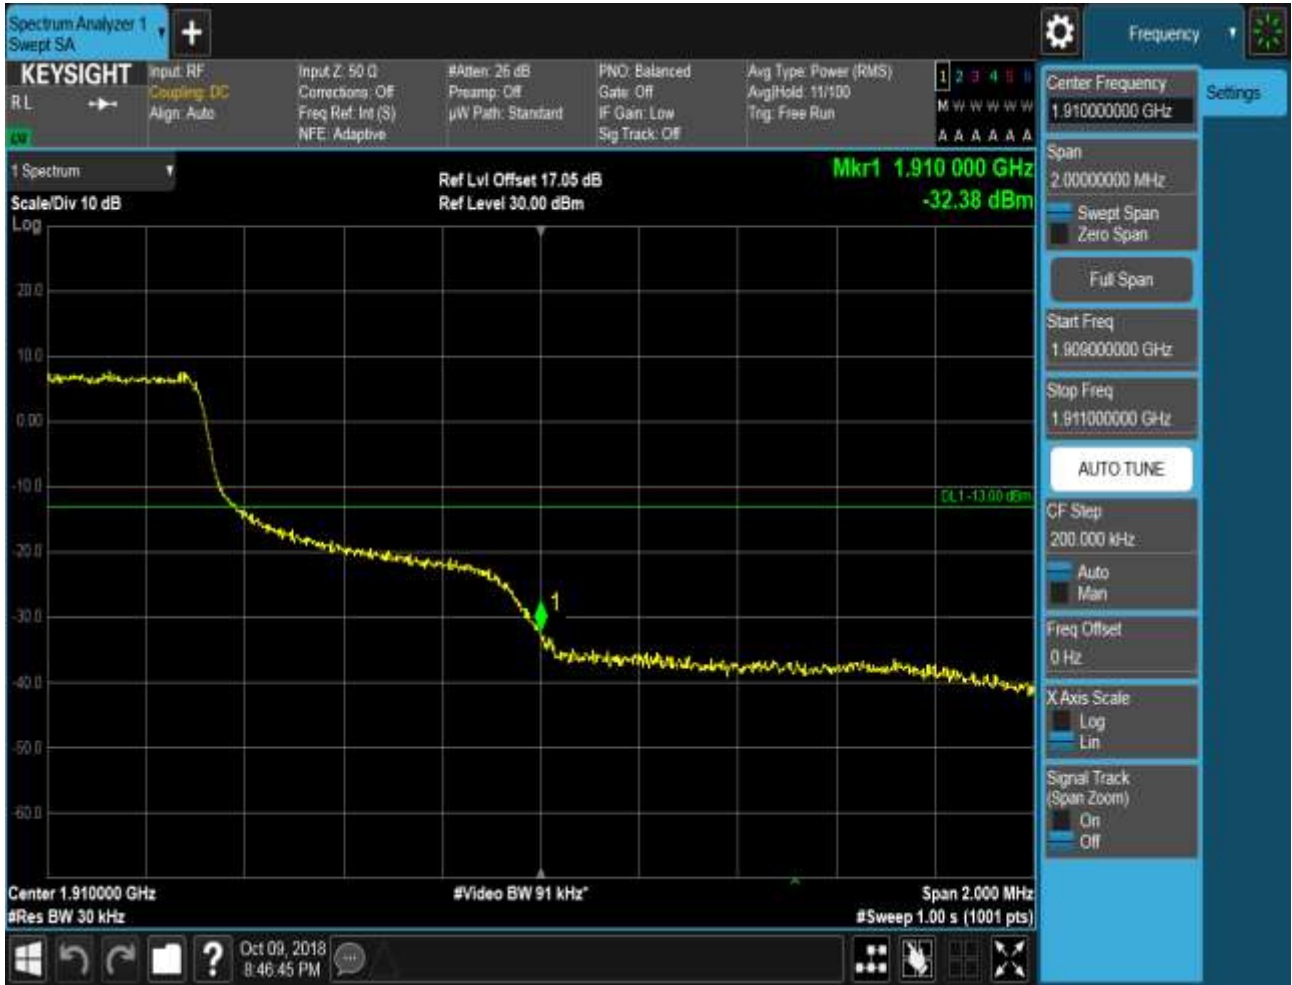 Spectrum Analyzer 1
Swept SA
+
Frequency
KEYSIGHT
R L
Input: RF
Coupling: DC
Align: Auto
Input Z: 50 Ω
Corrections: Off
Freq Ref: Int (S)
NFE: Adaptive
#Atten: 26 dB
Preamp: Off
µW Path: Standard
PNO: Balanced
Gate: Off
IF Gain: Low
Sig Track: Off
Avg Type: Power (RMS)
Avg|Hold: 11/100
Trig: Free Run
1 2 3 4 5 6
M W W W W W
A A A A A A
1 Spectrum
Scale/Div 10 dB
Log
Ref Lvl Offset 17.05 dB
Ref Level 30.00 dBm
Mkr1 1.910 000 GHz
-32.38 dBm
20.0
10.0
0.00
-10.0
-20.0
-30.0
-40.0
-50.0
-60.0
DL1 -13.00 dBm
1
Center 1.910000 GHz
#Res BW 30 kHz
#Video BW 91 kHz*
Span 2.000 MHz
#Sweep 1.00 s (1001 pts)
Center Frequency
1.910000000 GHz
Settings
Span
2.00000000 MHz
Swept Span
Zero Span
Full Span
Start Freq
1.909000000 GHz
Stop Freq
1.911000000 GHz
AUTO TUNE
CF Step
200.000 kHz
Auto
Man
Freq Offset
0 Hz
X Axis Scale
Log
Lin
Signal Track
(Span Zoom)
On
Off
?
Oct 09, 2018
8:46:45 PM